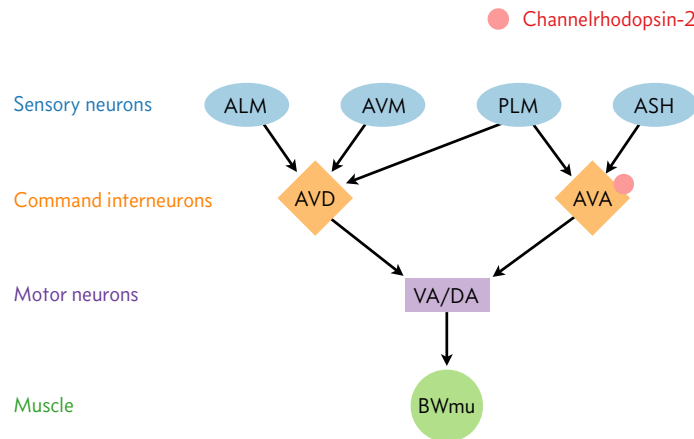 Channelrhodopsin-2
Sensory neurons ALM AVM PLM ASH
Command interneurons AVD AVA
Motor neurons VA/DA
Muscle BWmu